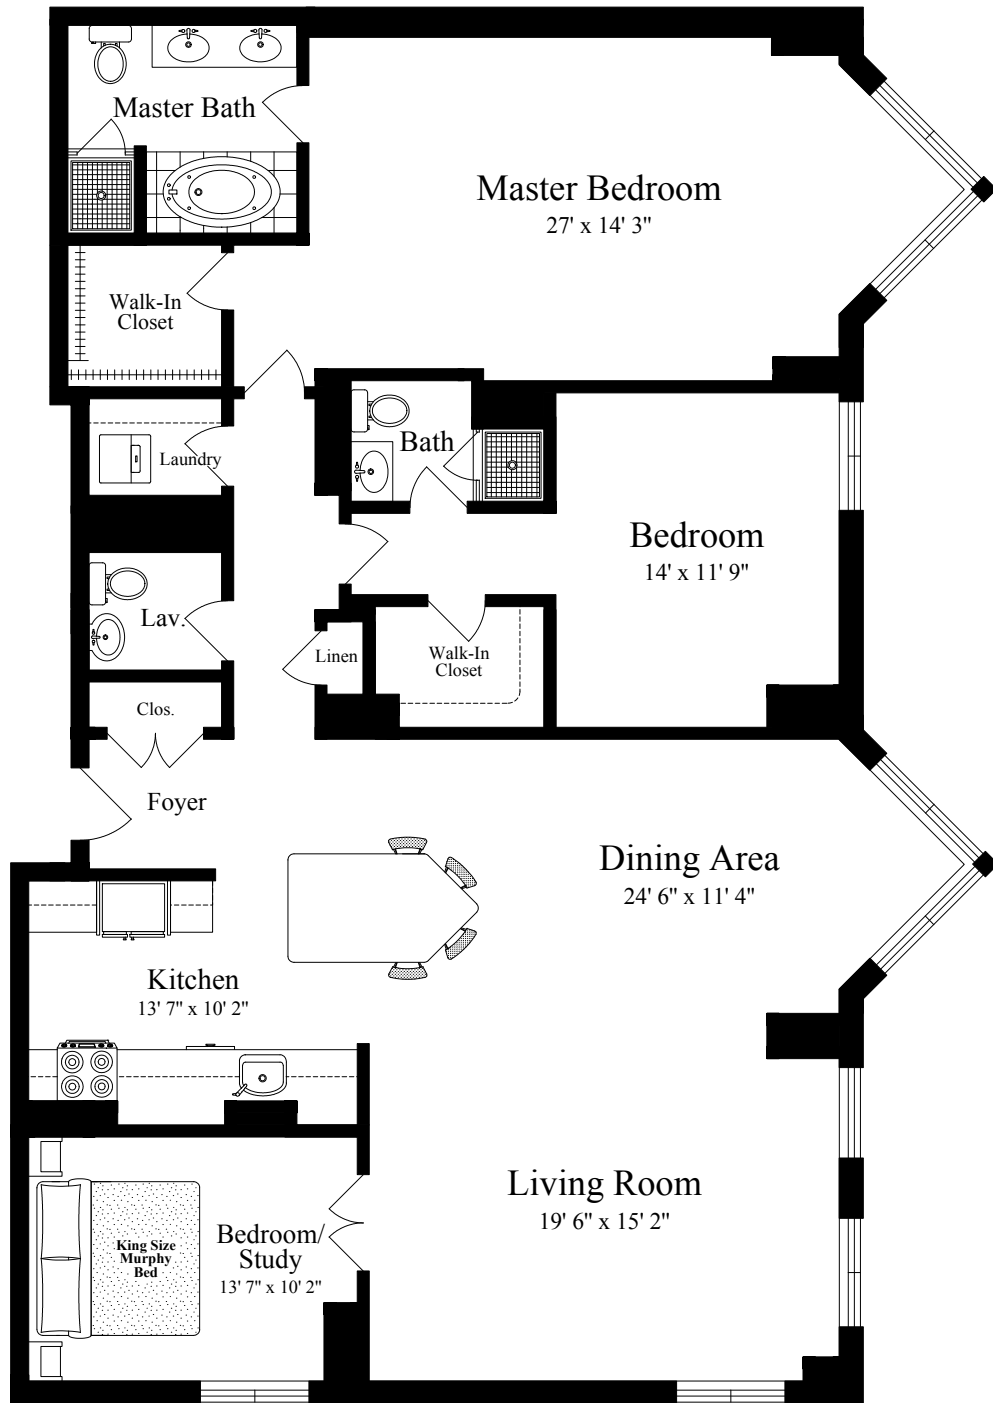 Master Bath
Master Bedroom
27' x 14' 3"
Walk-In
Closet
Bath
Laundry
Bedroom
14' x 11' 9"
Lav.
Linen
Walk-In
Closet
Clos.
Foyer
Dining Area
24' 6" x 11' 4"
Kitchen
13' 7" x 10' 2"
Living Room
19' 6" x 15' 2"
Bedroom/
Study
13' 7" x 10' 2"
King Size
Murphy
Bed